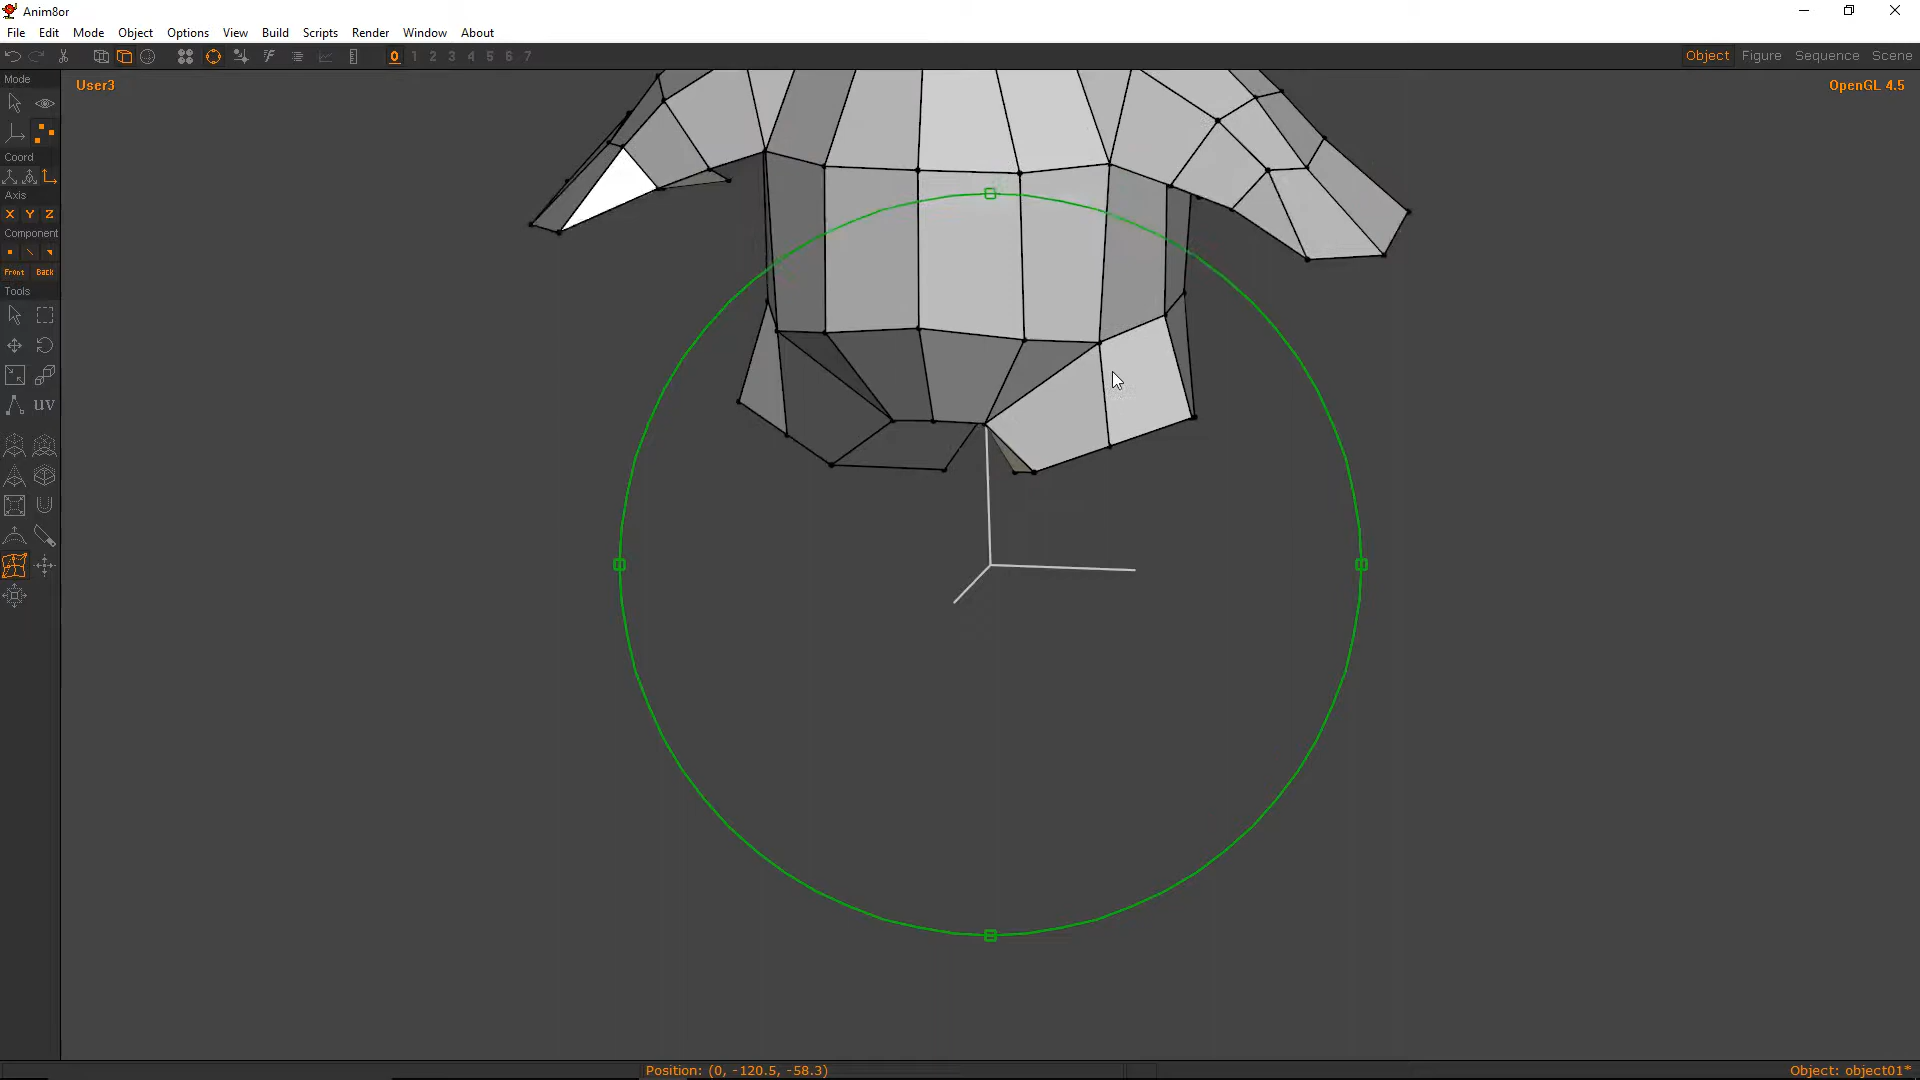 Anim8or
File Edit Mode Object Options View Build Scripts Render Window About
0 1 2 3 4 5 6 7
Object Figure Sequence Scene
Mode
User3
OpenGL 4.5
Coord
Axis
X Y Z
Component
Front Back
Tools
UV
Position: (0, -120.5, -58.3)
Object: object01*